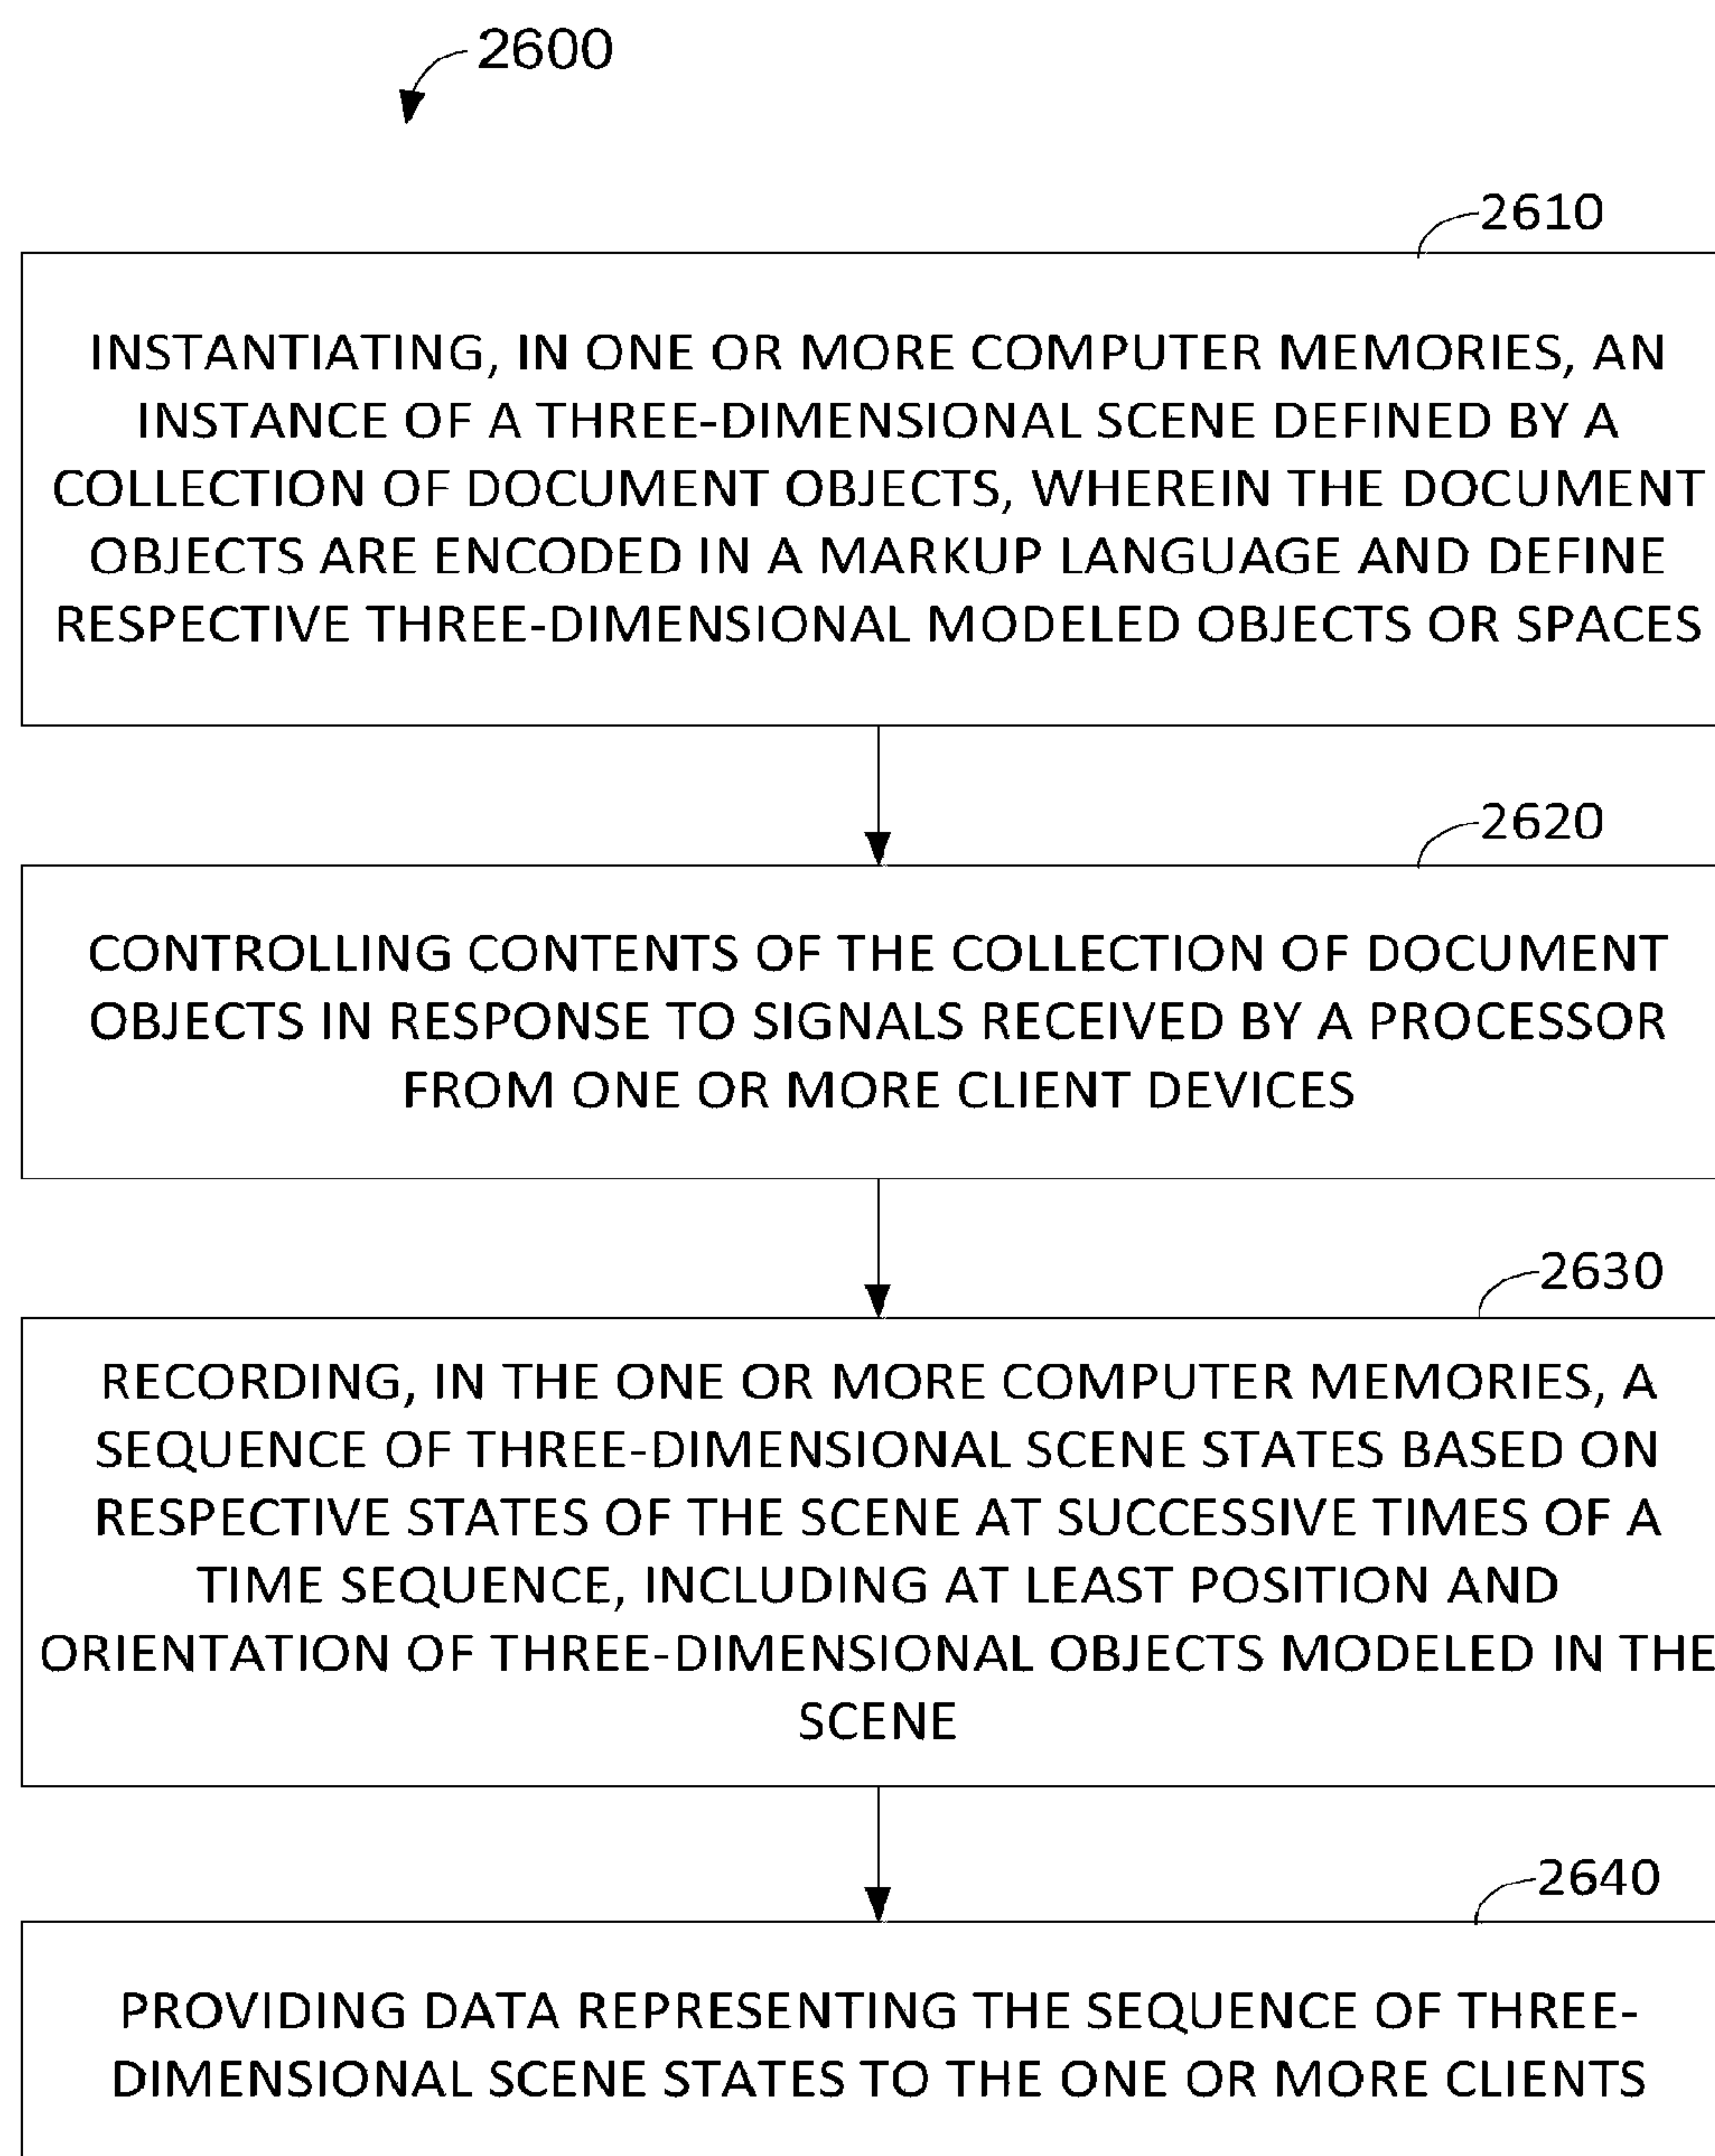 2600
2610
INSTANTIATING, IN ONE OR MORE COMPUTER MEMORIES, AN
INSTANCE OF A THREE-DIMENSIONAL SCENE DEFINED BY A
COLLECTION OF DOCUMENT OBJECTS, WHEREIN THE DOCUMENT
OBJECTS ARE ENCODED IN A MARKUP LANGUAGE AND DEFINE
RESPECTIVE THREE-DIMENSIONAL MODELED OBJECTS OR SPACES
2620
CONTROLLING CONTENTS OF THE COLLECTION OF DOCUMENT
OBJECTS IN RESPONSE TO SIGNALS RECEIVED BY A PROCESSOR
FROM ONE OR MORE CLIENT DEVICES
2630
RECORDING, IN THE ONE OR MORE COMPUTER MEMORIES, A
SEQUENCE OF THREE-DIMENSIONAL SCENE STATES BASED ON
RESPECTIVE STATES OF THE SCENE AT SUCCESSIVE TIMES OF A
TIME SEQUENCE, INCLUDING AT LEAST POSITION AND
ORIENTATION OF THREE-DIMENSIONAL OBJECTS MODELED IN THE
SCENE
2640
PROVIDING DATA REPRESENTING THE SEQUENCE OF THREE-
DIMENSIONAL SCENE STATES TO THE ONE OR MORE CLIENTS